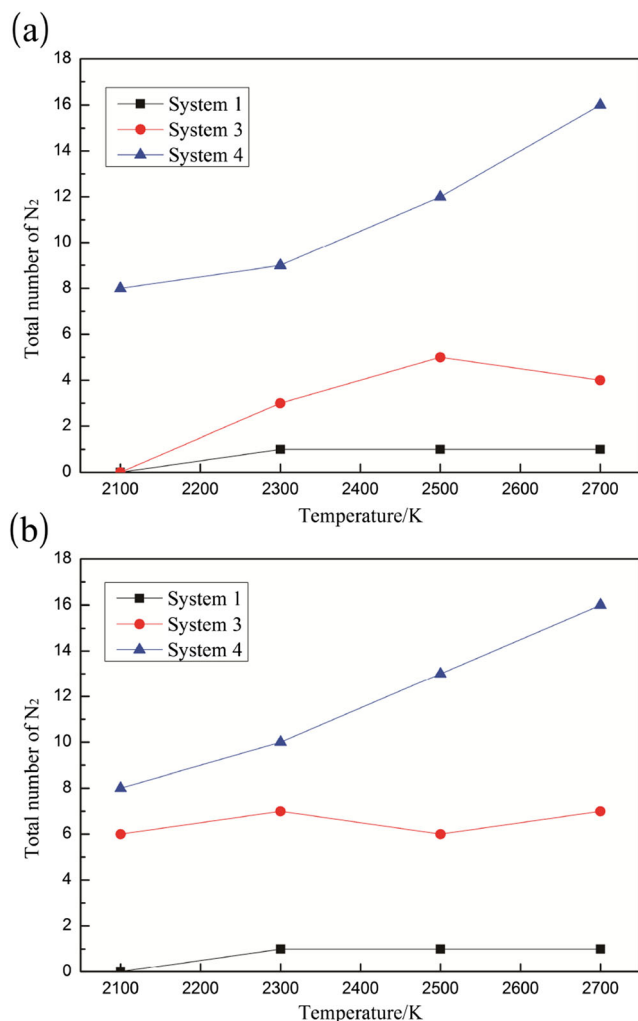 (a)
18
16
14
12
10
8
6
4
2
0
Total number of N₂
System 1
System 3
System 4
2100 2200 2300 2400 2500 2600 2700
Temperature/K
(b)
18
16
14
12
10
8
6
4
2
0
Total number of N₂
System 1
System 3
System 4
2100 2200 2300 2400 2500 2600 2700
Temperature/K